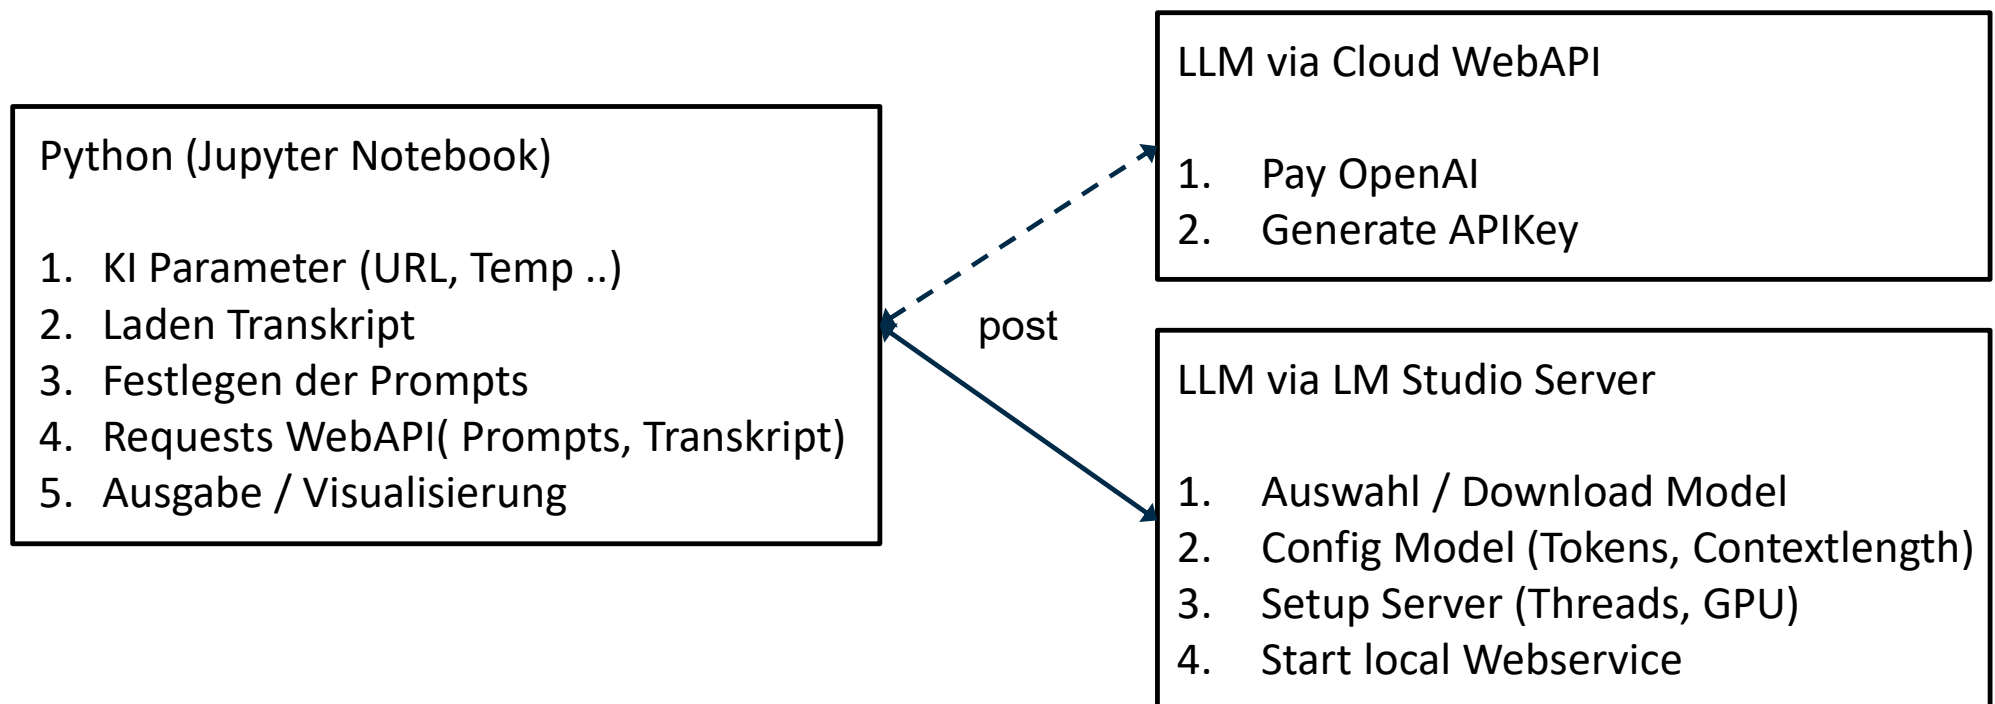 Python (Jupyter Notebook)
1. KI Parameter (URL, Temp ..)
2. Laden Transkript
3. Festlegen der Prompts
4. Requests WebAPI( Prompts, Transkript)
5. Ausgabe / Visualisierung
post
LLM via Cloud WebAPI
1. Pay OpenAI
2. Generate APIKey
LLM via LM Studio Server
1. Auswahl / Download Model
2. Config Model (Tokens, Contextlength)
3. Setup Server (Threads, GPU)
4. Start local Webservice